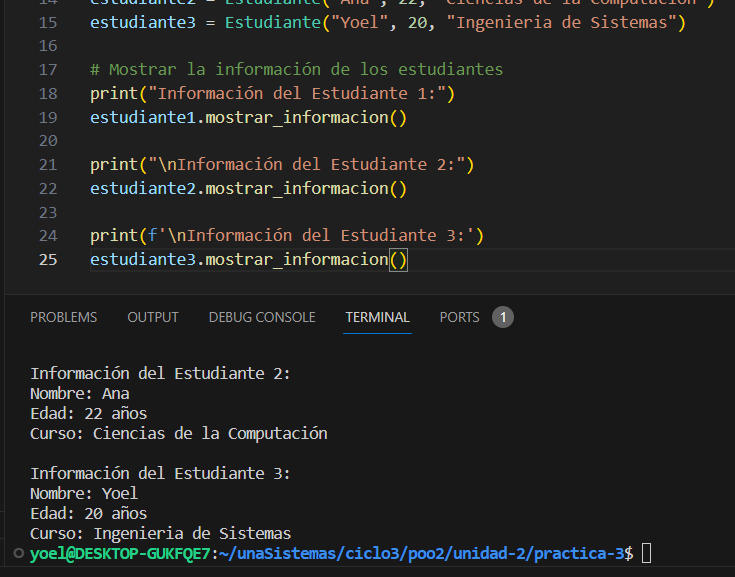 14 estudiante2 = Estudiante("Ana", 22, "Ciencias de la Computación")
15 estudiante3 = Estudiante("Yoel", 20, "Ingenieria de Sistemas")
16
17 # Mostrar la información de los estudiantes
18 print("Información del Estudiante 1:")
19 estudiante1.mostrar_informacion()
20
21 print("\nInformación del Estudiante 2:")
22 estudiante2.mostrar_informacion()
23
24 print(f'\nInformación del Estudiante 3:')
25 estudiante3.mostrar_informacion()
PROBLEMS OUTPUT DEBUG CONSOLE TERMINAL PORTS 1
Información del Estudiante 2:
Nombre: Ana
Edad: 22 años
Curso: Ciencias de la Computación
Información del Estudiante 3:
Nombre: Yoel
Edad: 20 años
Curso: Ingenieria de Sistemas
yoel@DESKTOP-GUKFQE7:~/unaSistemas/ciclo3/poo2/unidad-2/practica-3$